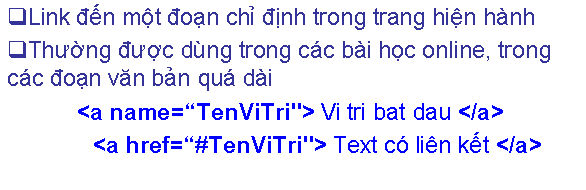 ❑Link đến một đoạn chỉ định trong trang hiện hành
❑Thường được dùng trong các bài học online, trong
các đoạn văn bản quá dài
<a name=“TenViTri"> Vi tri bat dau </a>
<a href=“#TenViTri"> Text có liên kết </a>